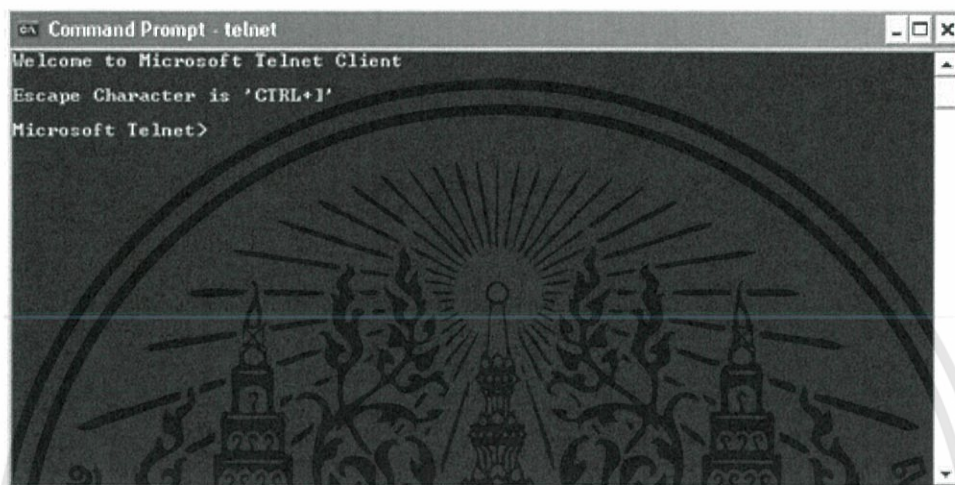 Command Prompt - telnet
Welcome to Microsoft Telnet Client
Escape Character is 'CTRL+]'
Microsoft Telnet>